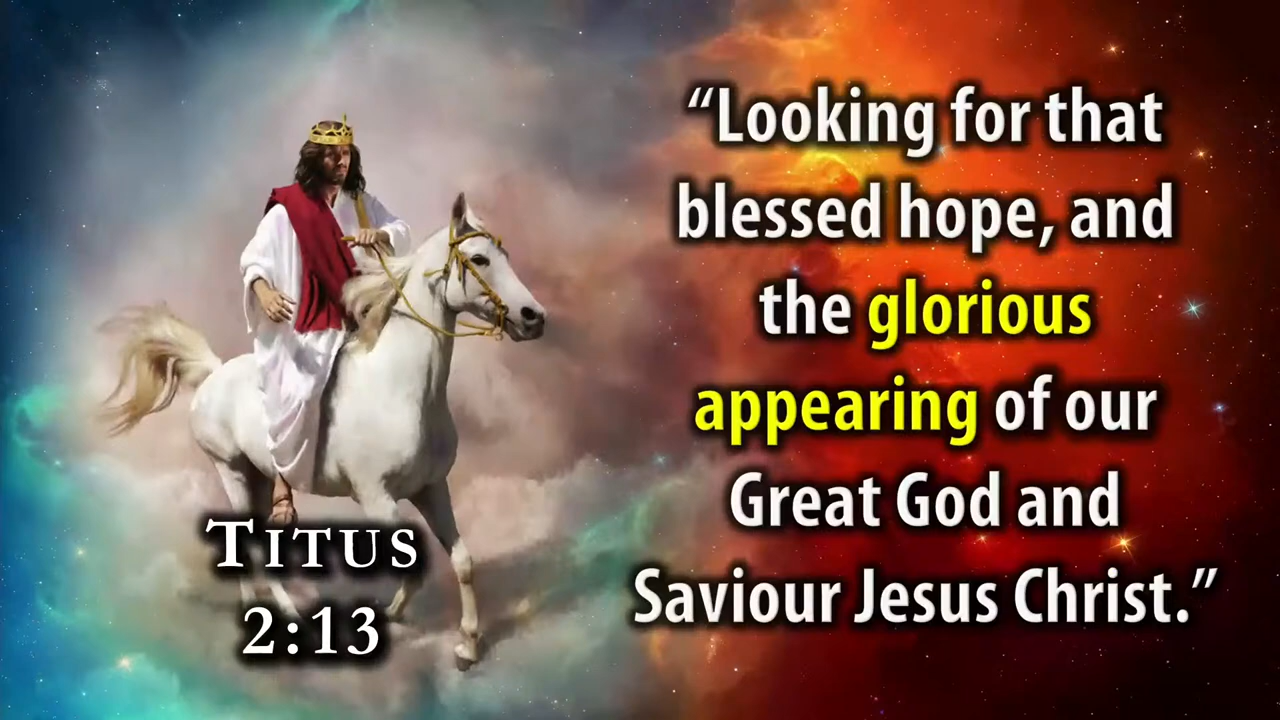 “Looking for that
blessed hope, and
the glorious
appearing of our
Great God and
Saviour Jesus Christ.”
TITUS
2:13